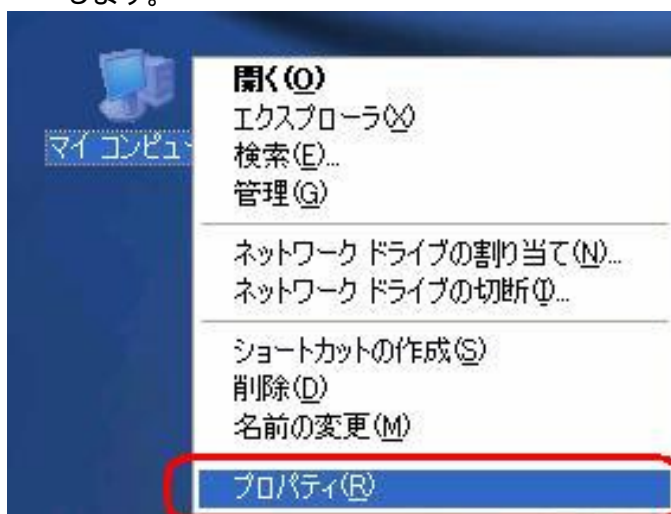 します。
開く(O)
エクスプローラ(X)
マイ コンピュ
検索(E)...
管理(G)
ネットワーク ドライブの割り当て(N)...
ネットワーク ドライブの切断(I)...
ショートカットの作成(S)
削除(D)
名前の変更(M)
プロパティ(R)